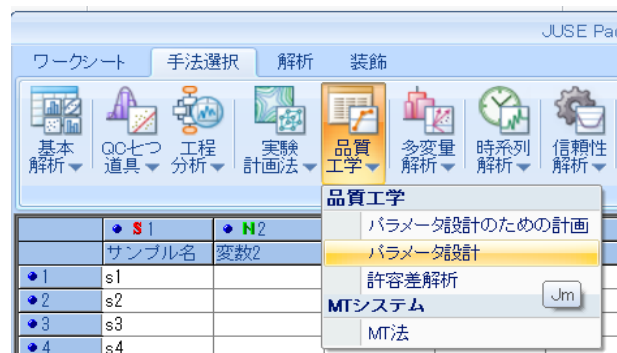 JUSE Pac
ワークシート 手法選択 解析 装飾
基本解析 QC七つ道具 工程分析 実験計画法 品質工学 多変量解析 時系列解析 信頼性解析
品質工学
パラメータ設計のための計画
パラメータ設計
許容差解析
Jm
MTシステム
MT法
S 1 N 2
サンプル名 変数2
1 s1
2 s2
3 s3
4 s4